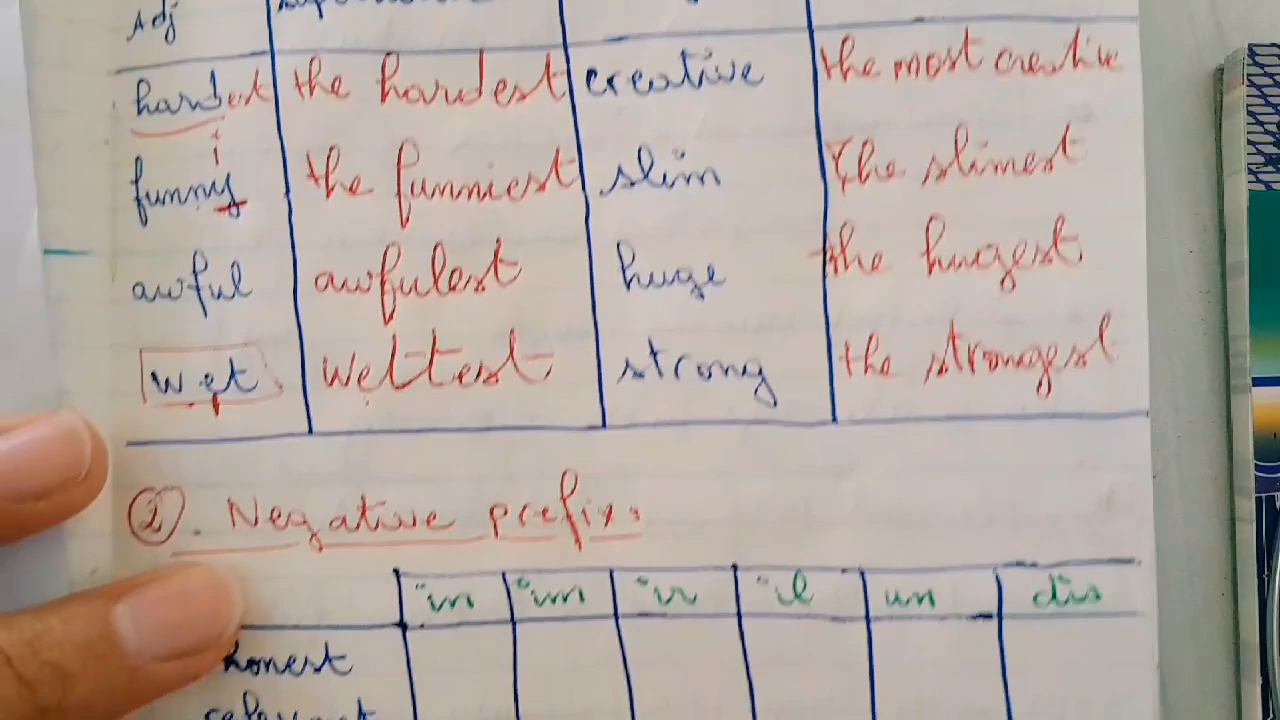 Adj
hardest the hardest creative the most creative
i
funny the funniest slim the slimest
awful awfulest huge the hugest
wet wettest strong the strongest
②. Negative prefix:
in im ir il un dis
honest